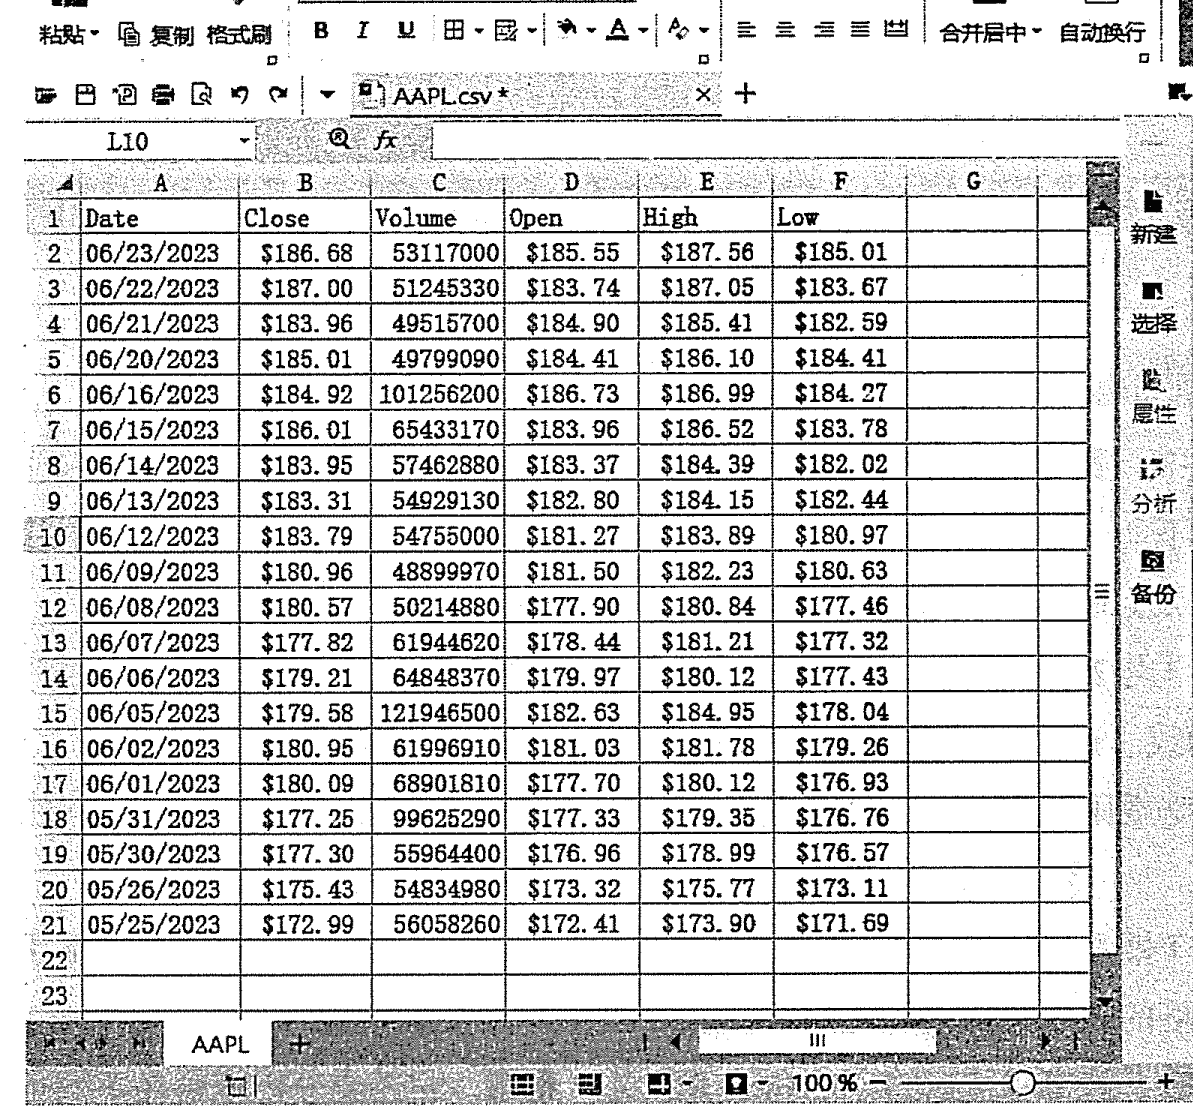 粘贴 复制 格式刷 B I U A 合并居中 自动换行
AAPL.csv *
L10 fx
A B C D E F G
1 Date Close Volume Open High Low
2 06/23/2023 $186.68 53117000 $185.55 $187.56 $185.01
3 06/22/2023 $187.00 51245330 $183.74 $187.05 $183.67
4 06/21/2023 $183.96 49515700 $184.90 $185.41 $182.59
5 06/20/2023 $185.01 49799090 $184.41 $186.10 $184.41
6 06/16/2023 $184.92 101256200 $186.73 $186.99 $184.27
7 06/15/2023 $186.01 65433170 $183.96 $186.52 $183.78
8 06/14/2023 $183.95 57462880 $183.37 $184.39 $182.02
9 06/13/2023 $183.31 54929130 $182.80 $184.15 $182.44
10 06/12/2023 $183.79 54755000 $181.27 $183.89 $180.97
11 06/09/2023 $180.96 48899970 $181.50 $182.23 $180.63
12 06/08/2023 $180.57 50214880 $177.90 $180.84 $177.46
13 06/07/2023 $177.82 61944620 $178.44 $181.21 $177.32
14 06/06/2023 $179.21 64848370 $179.97 $180.12 $177.43
15 06/05/2023 $179.58 121946500 $182.63 $184.95 $178.04
16 06/02/2023 $180.95 61996910 $181.03 $181.78 $179.26
17 06/01/2023 $180.09 68901810 $177.70 $180.12 $176.93
18 05/31/2023 $177.25 99625290 $177.33 $179.35 $176.76
19 05/30/2023 $177.30 55964400 $176.96 $178.99 $176.57
20 05/26/2023 $175.43 54834980 $173.32 $175.77 $173.11
21 05/25/2023 $172.99 56058260 $172.41 $173.90 $171.69
22
23
新建
选择
属性
分析
备份
AAPL
100%